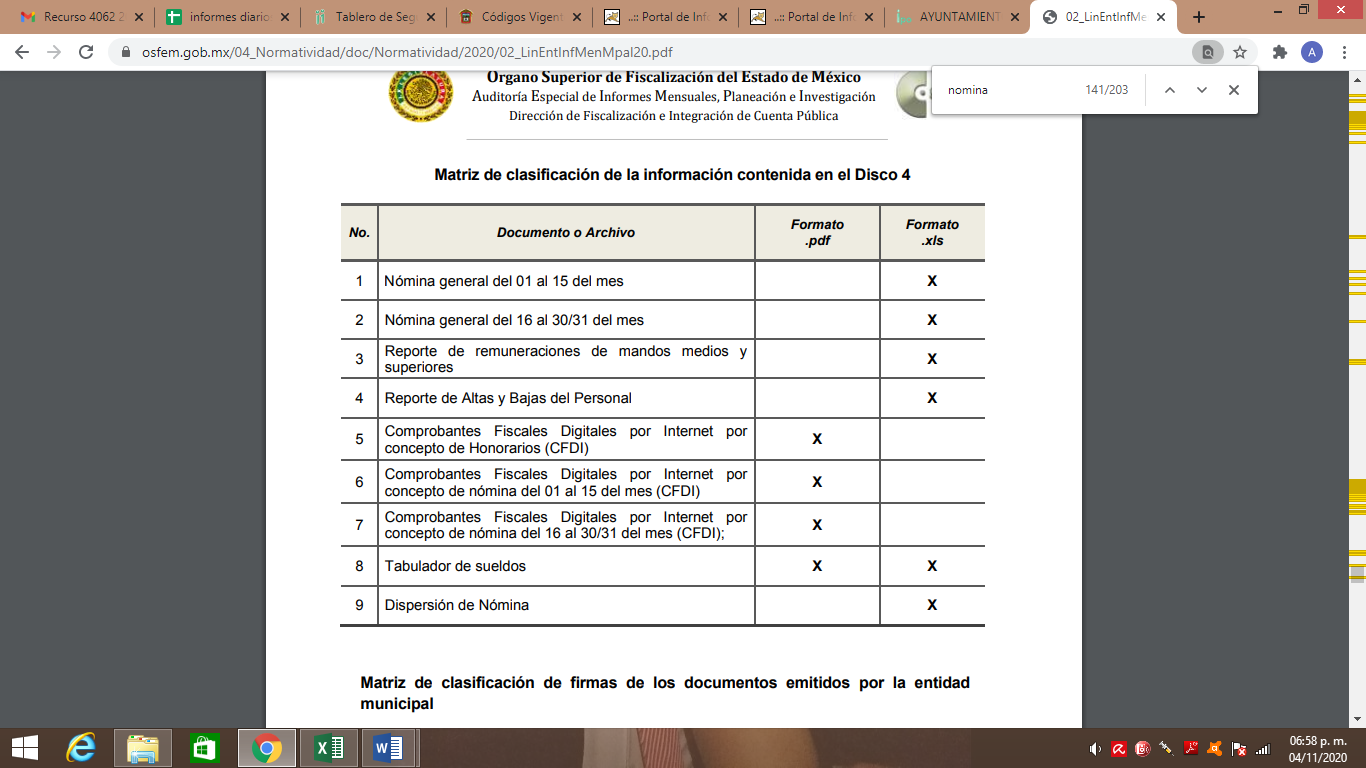 Recurso 4062 2
informes diario
Tablero de Seg
Códigos Vigent
..:: Portal de Info
..:: Portal de Info
AYUNTAMIENT
02_LinEntInfMe
osfem.gob.mx/04_Normatividad/doc/Normatividad/2020/02_LinEntInfMenMpal20.pdf
A
nomina 141/203
Órgano Superior de Fiscalización del Estado de México
Auditoría Especial de Informes Mensuales, Planeación e Investigación
Dirección de Fiscalización e Integración de Cuenta Pública
Matriz de clasificación de la información contenida en el Disco 4
No. Documento o Archivo Formato .pdf Formato .xls
1 Nómina general del 01 al 15 del mes X
2 Nómina general del 16 al 30/31 del mes X
3 Reporte de remuneraciones de mandos medios y
superiores X
4 Reporte de Altas y Bajas del Personal X
5 Comprobantes Fiscales Digitales por Internet por
concepto de Honorarios (CFDI) X
6 Comprobantes Fiscales Digitales por Internet por
concepto de nómina del 01 al 15 del mes (CFDI) X
7 Comprobantes Fiscales Digitales por Internet por
concepto de nómina del 16 al 30/31 del mes (CFDI); X
8 Tabulador de sueldos X X
9 Dispersión de Nómina X
Matriz de clasificación de firmas de los documentos emitidos por la entidad
municipal
06:58 p. m.
04/11/2020